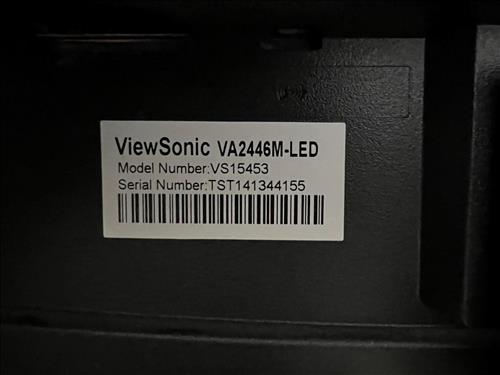 ViewSonic VA2446M-LED
Model Number:VS15453
Serial Number:TST141344155